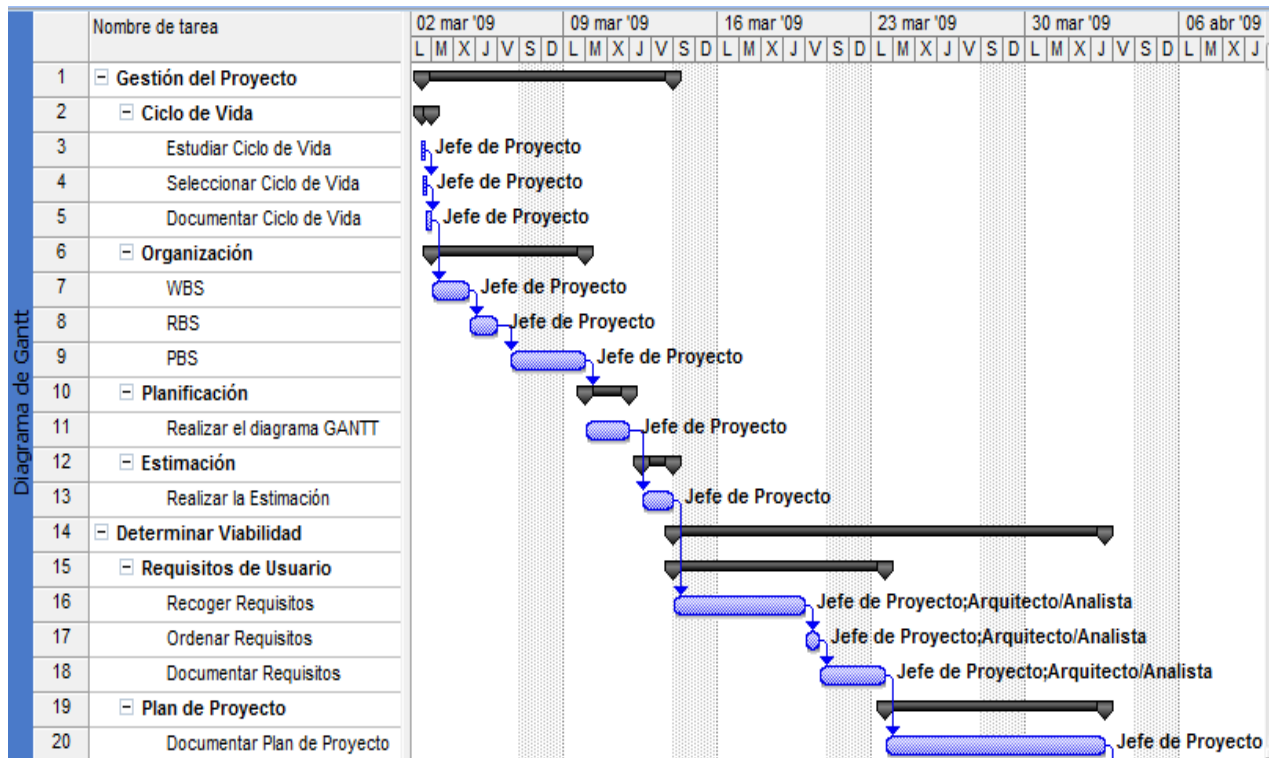 Diagrama de Gantt
Nombre de tarea
02 mar '09 09 mar '09 16 mar '09 23 mar '09 30 mar '09 06 abr '09
L M X J V S D L M X J V S D L M X J V S D L M X J V S D L M X J V S D L M X J
1 Gestión del Proyecto
2 Ciclo de Vida
3 Estudiar Ciclo de Vida Jefe de Proyecto
4 Seleccionar Ciclo de Vida Jefe de Proyecto
5 Documentar Ciclo de Vida Jefe de Proyecto
6 Organización
7 WBS Jefe de Proyecto
8 RBS Jefe de Proyecto
9 PBS Jefe de Proyecto
10 Planificación
11 Realizar el diagrama GANTT Jefe de Proyecto
12 Estimación
13 Realizar la Estimación Jefe de Proyecto
14 Determinar Viabilidad
15 Requisitos de Usuario
16 Recoger Requisitos Jefe de Proyecto;Arquitecto/Analista
17 Ordenar Requisitos Jefe de Proyecto;Arquitecto/Analista
18 Documentar Requisitos Jefe de Proyecto;Arquitecto/Analista
19 Plan de Proyecto
20 Documentar Plan de Proyecto Jefe de Proyecto